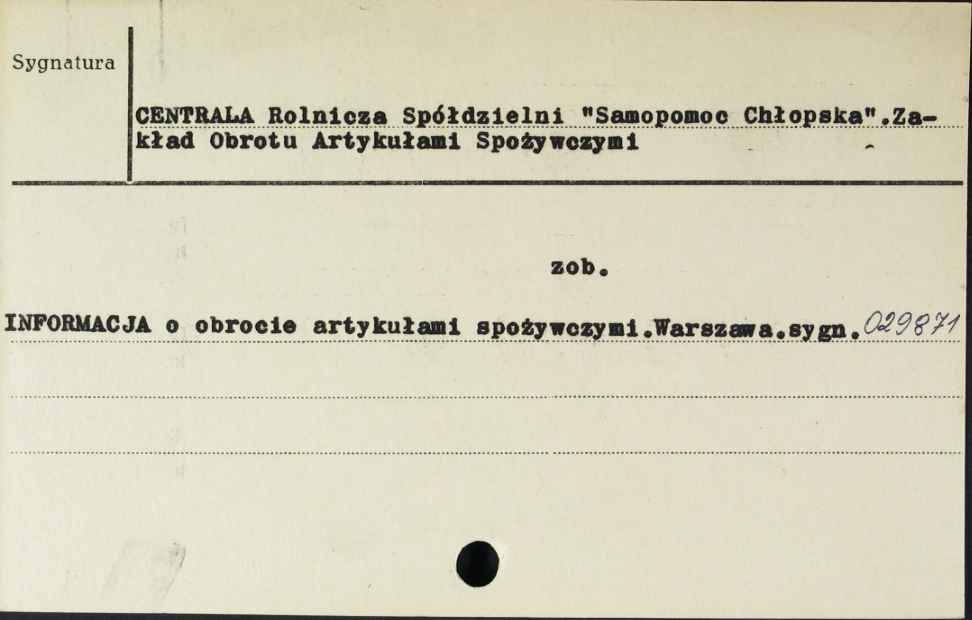 Sygnatura
CENTRALA Rolnicza Spółdzielni "Samopomoc Chłopska".Za-
kład Obrotu Artykułami Spożywczymi
zob.
INFORMACJA o obrocie artykułami spożywczymi.Warszawa.sygn.029871